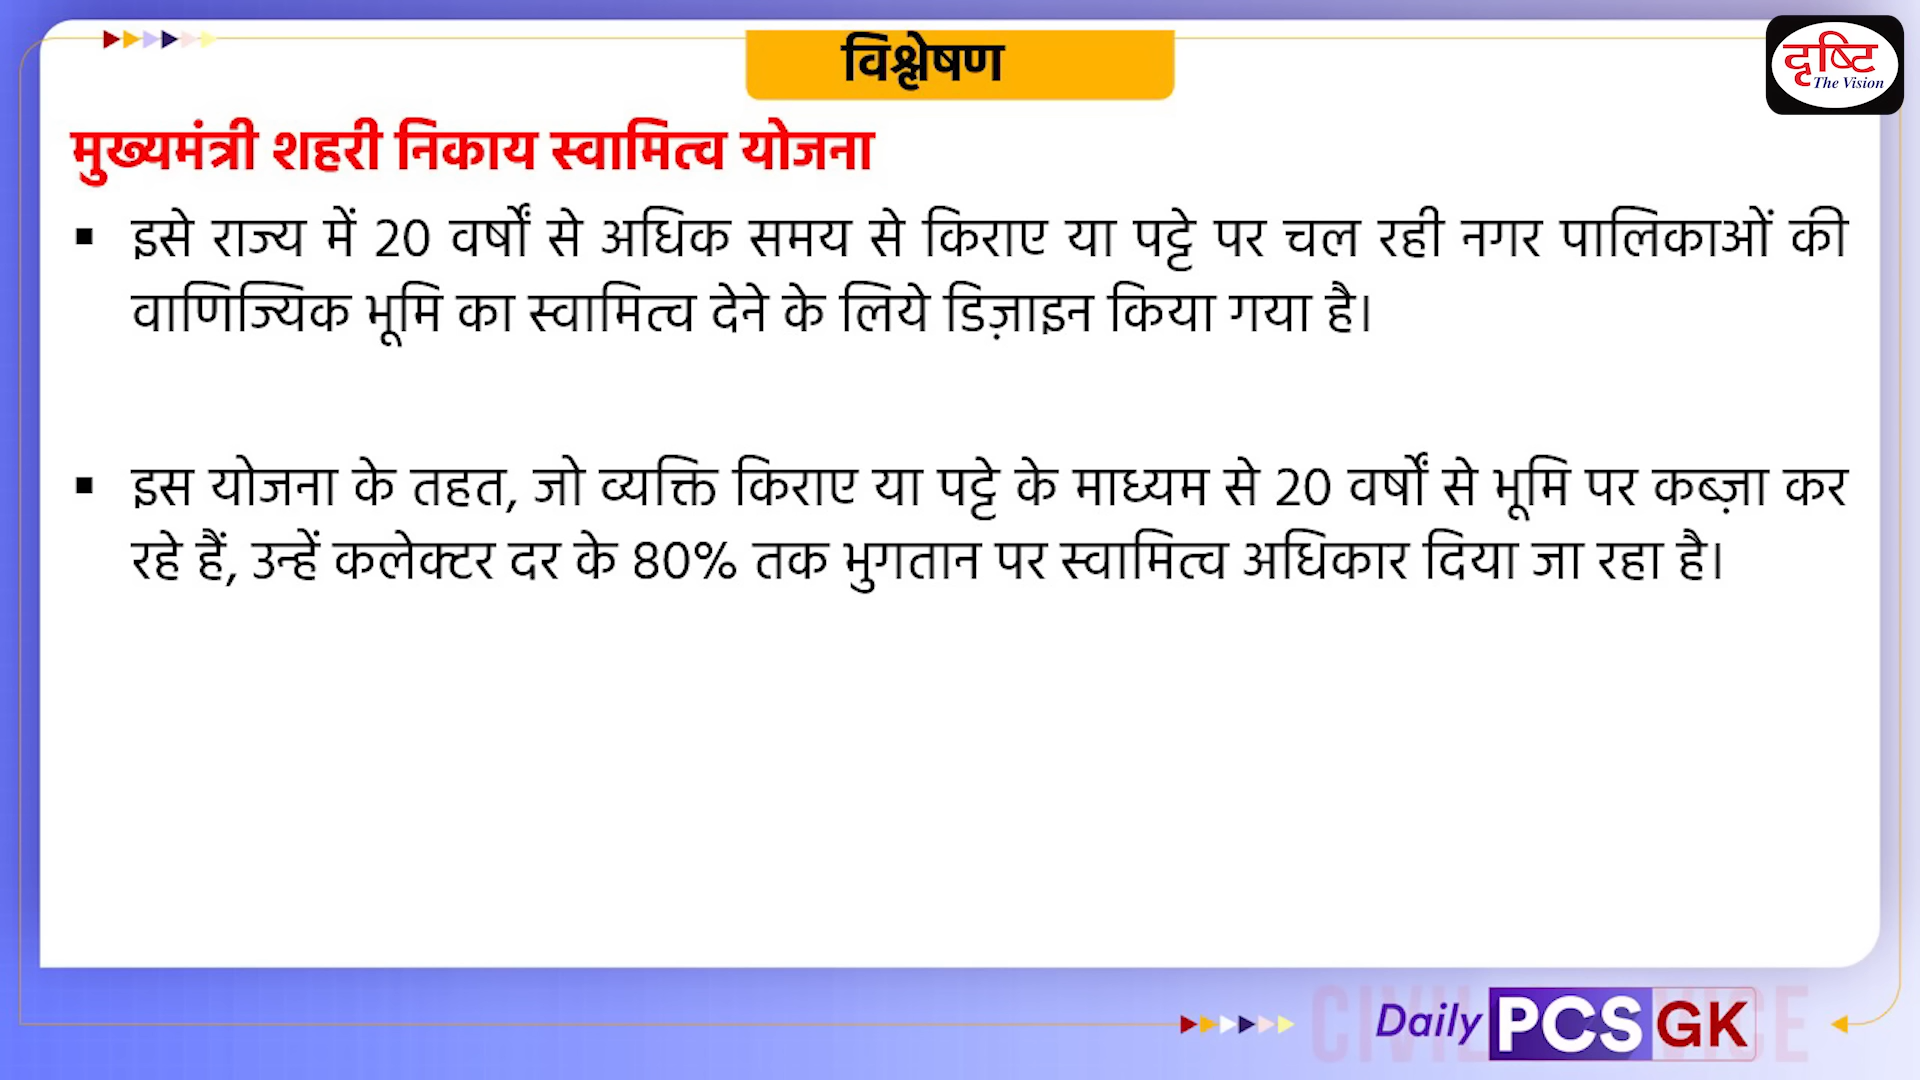 विश्लेषण
दृष्टि
The Vision
मुख्यमंत्री शहरी निकाय स्वामित्व योजना
▪ इसे राज्य में 20 वर्षों से अधिक समय से किराए या पट्टे पर चल रही नगर पालिकाओं की
वाणिज्यिक भूमि का स्वामित्व देने के लिये डिज़ाइन किया गया है।
▪ इस योजना के तहत, जो व्यक्ति किराए या पट्टे के माध्यम से 20 वर्षों से भूमि पर कब्ज़ा कर
रहे हैं, उन्हें कलेक्टर दर के 80% तक भुगतान पर स्वामित्व अधिकार दिया जा रहा है।
Daily PCS GK